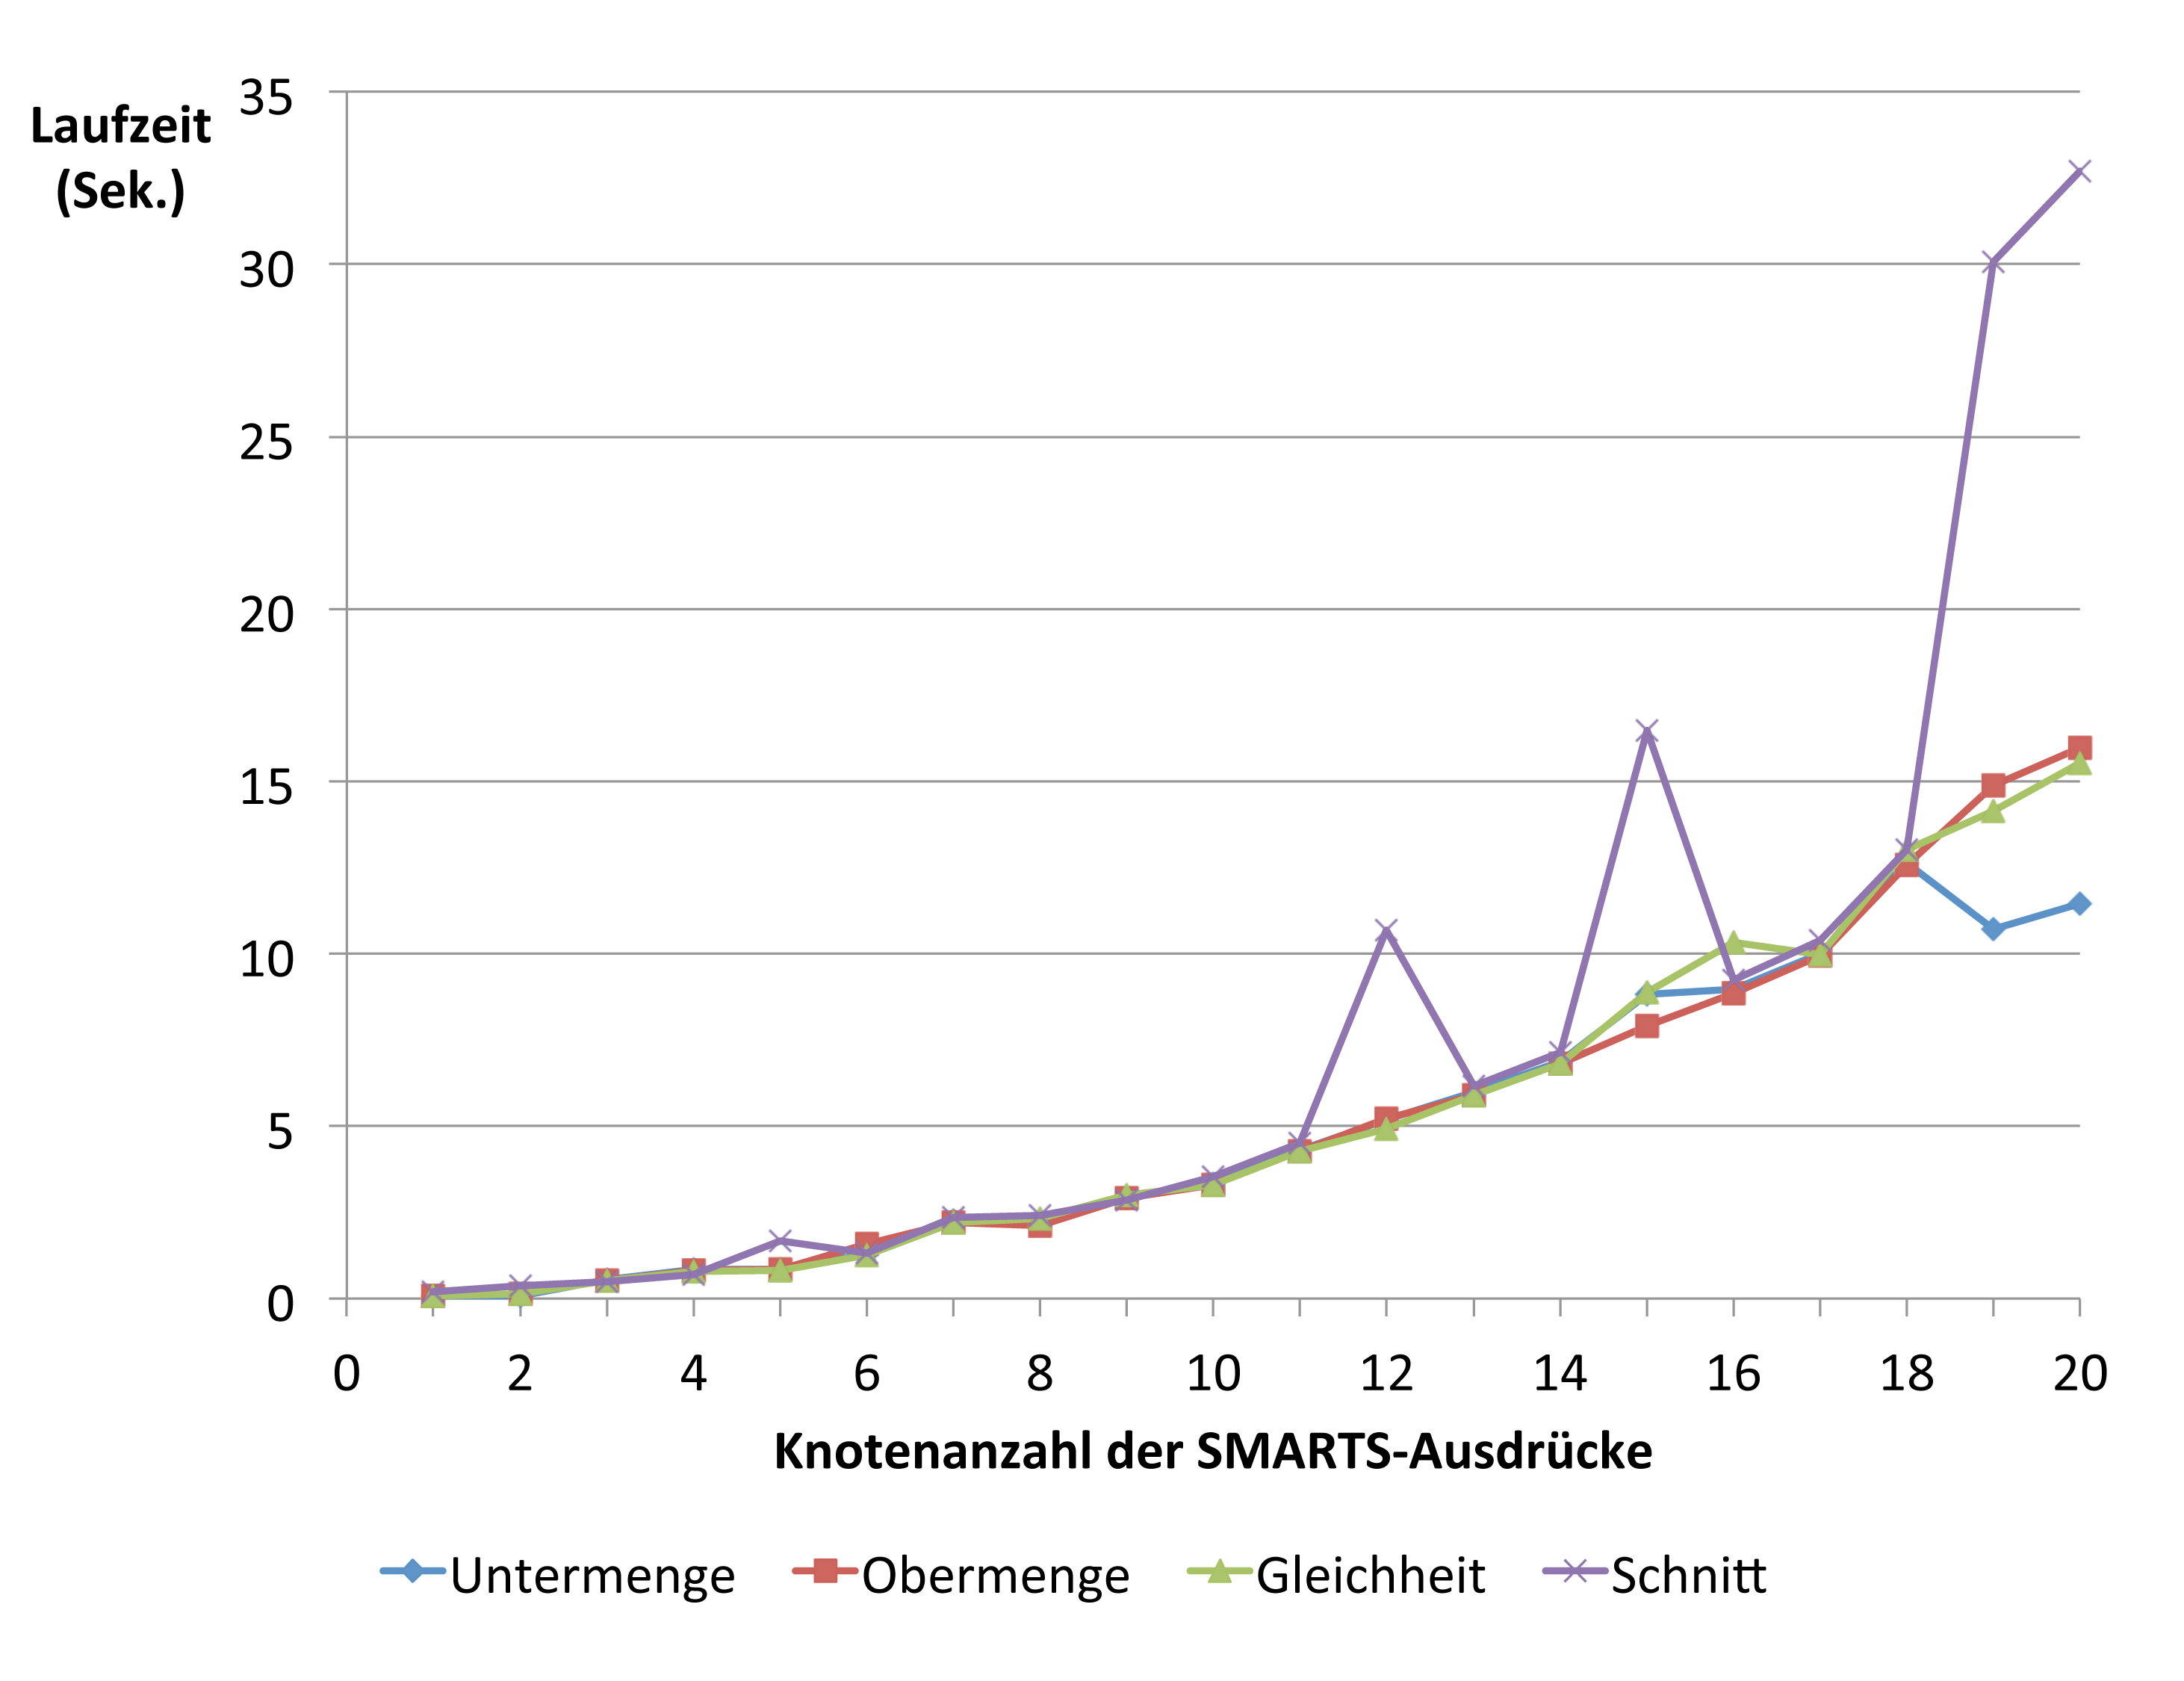 Laufzeit
(Sek.)
35
30
25
20
15
10
5
0
0 2 4 6 8 10 12 14 16 18 20
Knotenanzahl der SMARTS-Ausdrücke
Untermenge Obermenge Gleichheit Schnitt